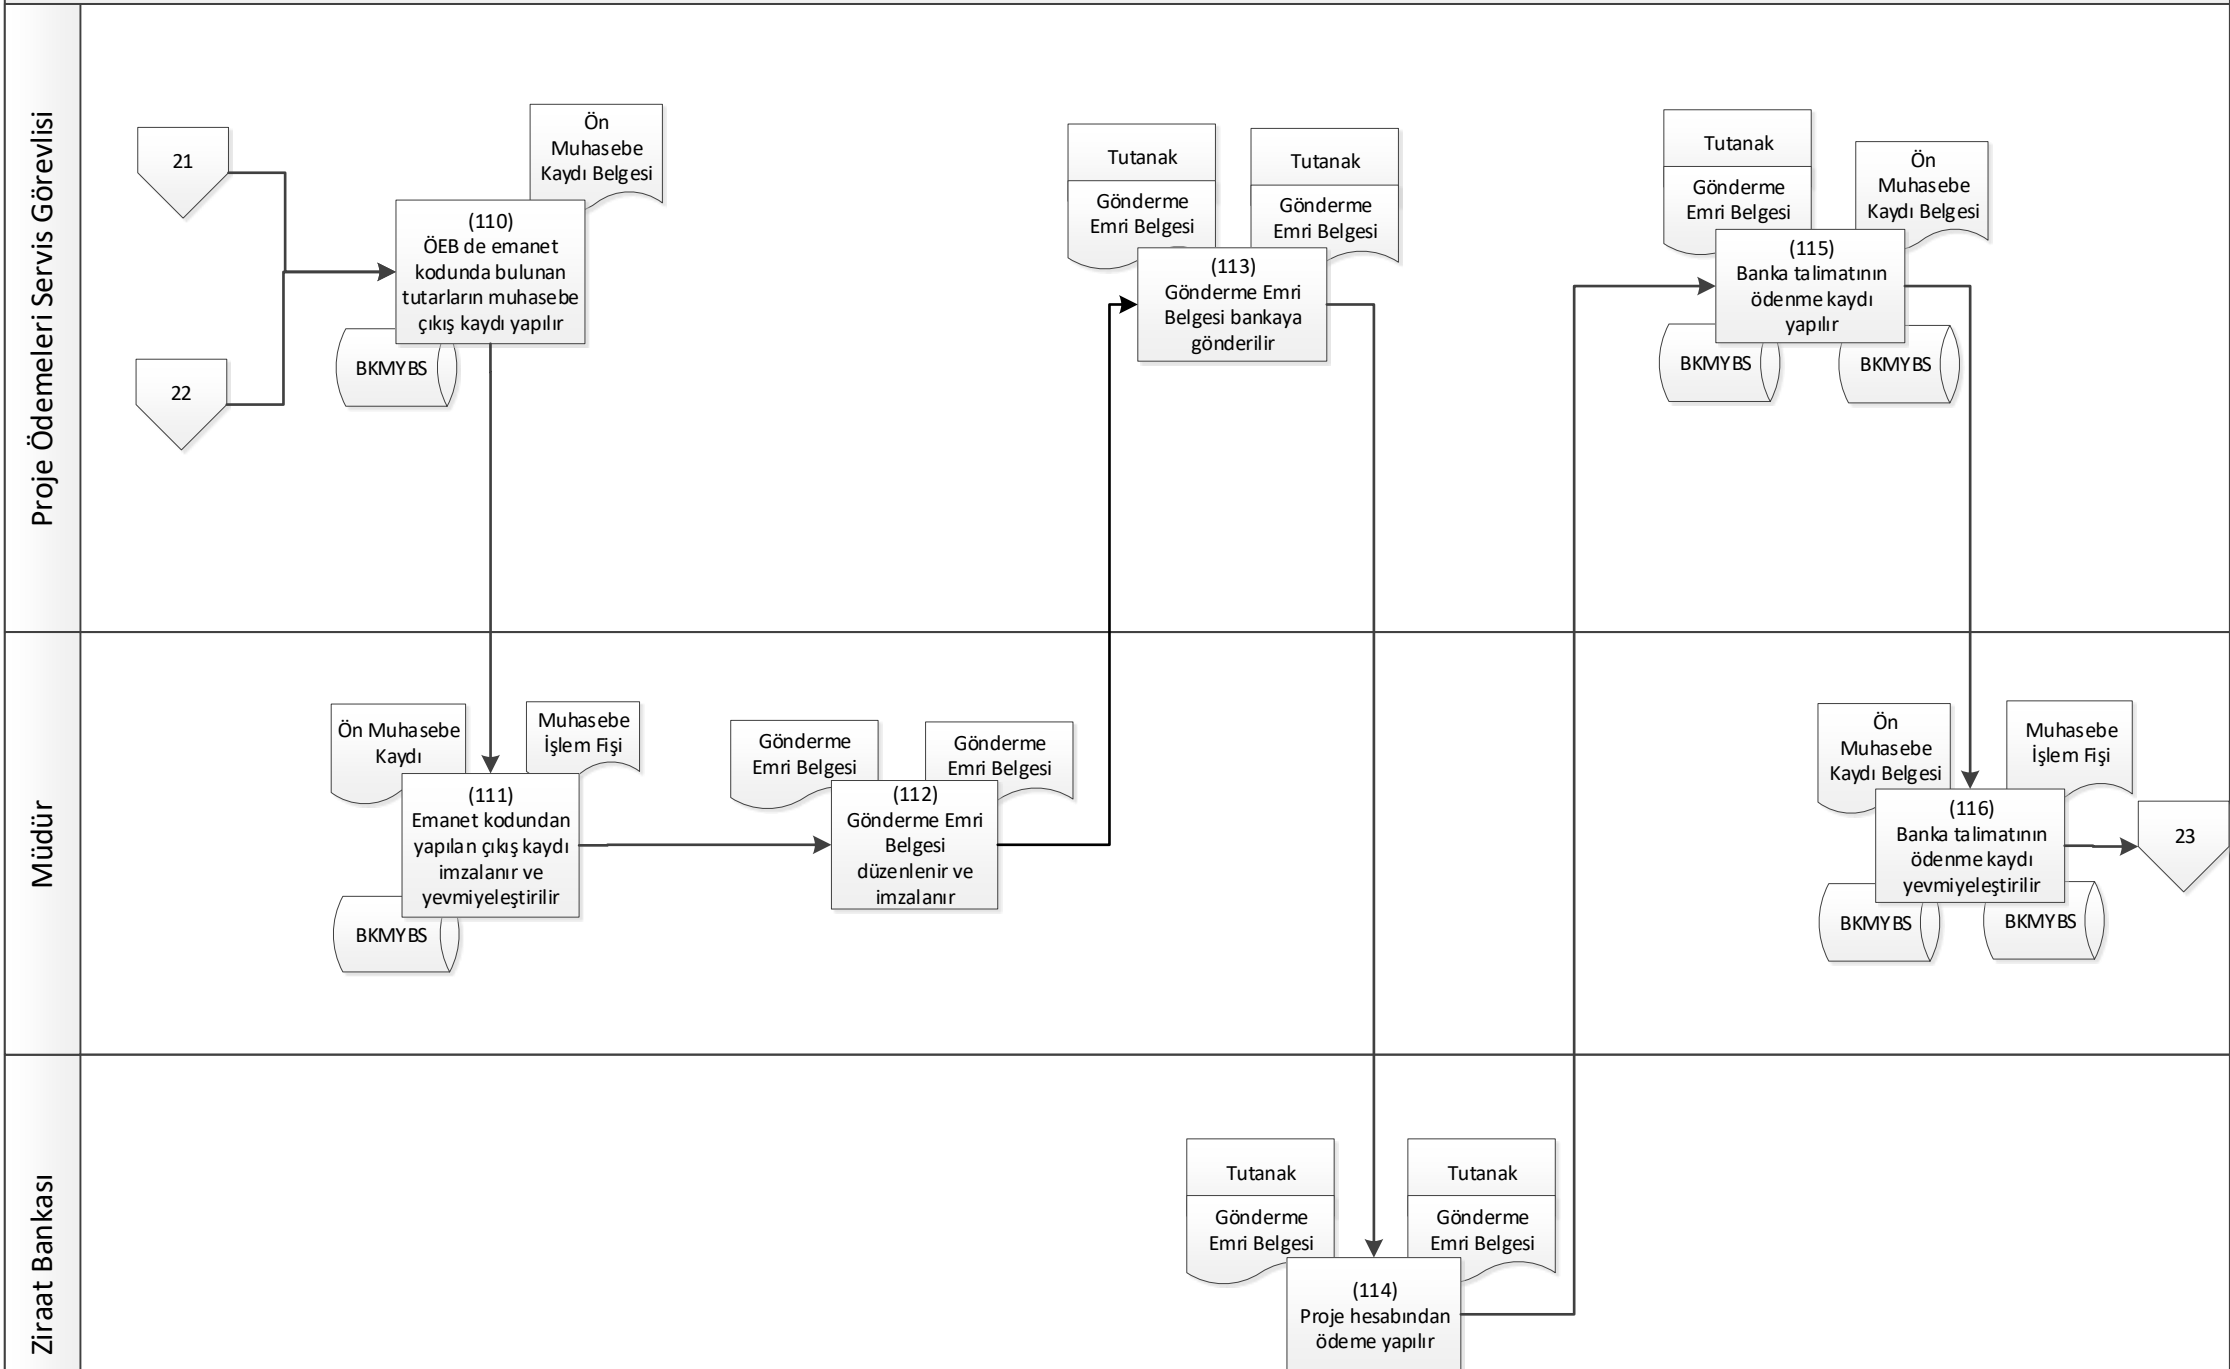 Proje Ödemeleri Servis Görevlisi
21
22
Ön
Muhasebe
Kaydı Belgesi
(110)
ÖEB de emanet
kodunda bulunan
tutarların muhasebe
çıkış kaydı yapılır
BKMYBS
Tutanak
Gönderme
Emri Belgesi
Tutanak
Gönderme
Emri Belgesi
(113)
Gönderme Emri
Belgesi bankaya
gönderilir
Tutanak
Gönderme
Emri Belgesi
Ön
Muhasebe
Kaydı Belgesi
(115)
Banka talimatının
ödenme kaydı
yapılır
BKMYBS
BKMYBS
Müdür
Ön Muhasebe
Kaydı
Muhasebe
İşlem Fişi
(111)
Emanet kodundan
yapılan çıkış kaydı
imzalanır ve
yevmiyeleştirilir
BKMYBS
Gönderme
Emri Belgesi
Gönderme
Emri Belgesi
(112)
Gönderme Emri
Belgesi
düzenlenir ve
imzalanır
Ön
Muhasebe
Kaydı Belgesi
Muhasebe
İşlem Fişi
(116)
Banka talimatının
ödenme kaydı
yevmiyeleştirilir
BKMYBS
BKMYBS
23
Ziraat Bankası
Tutanak
Gönderme
Emri Belgesi
Tutanak
Gönderme
Emri Belgesi
(114)
Proje hesabından
ödeme yapılır